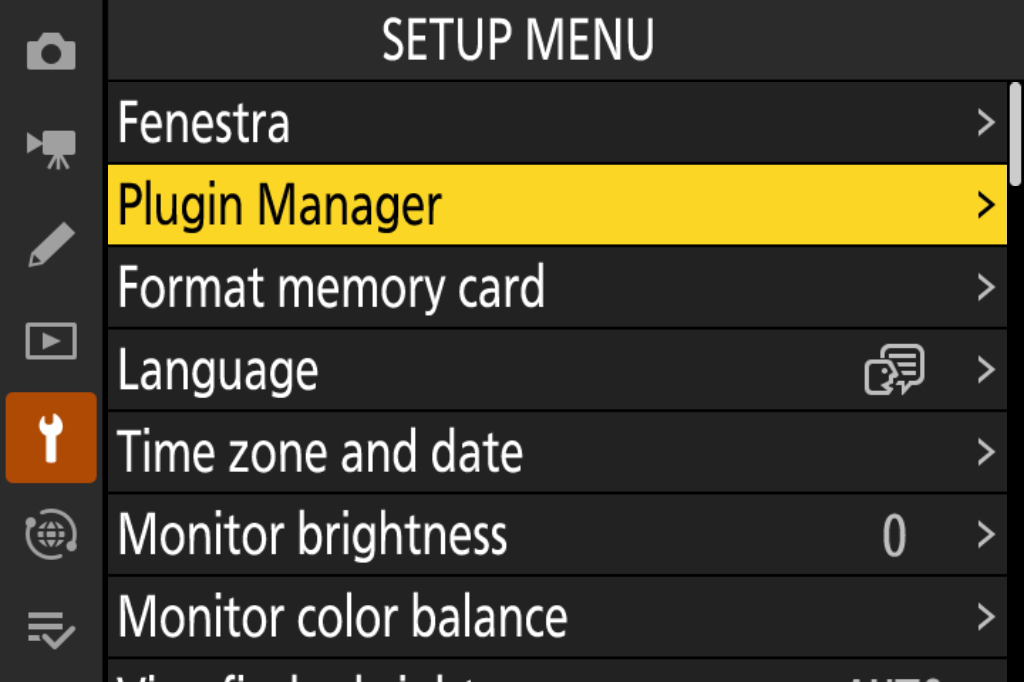 SETUP MENU
Fenestra
Plugin Manager
Format memory card
Language
Time zone and date
Monitor brightness 0
Monitor color balance